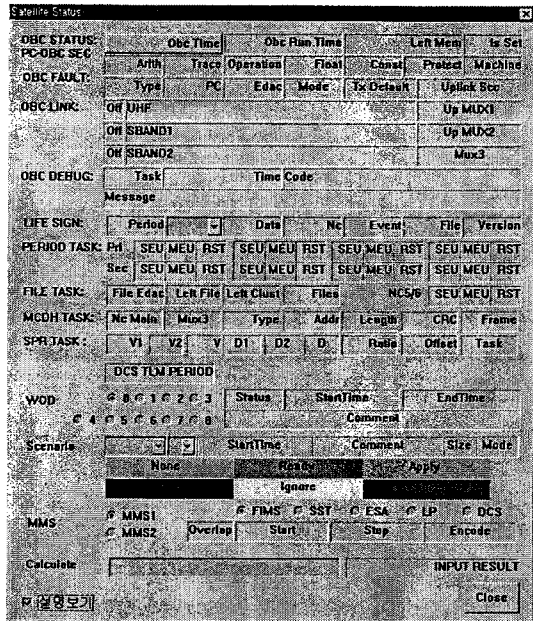 Satellite Status
OBC STATUS: Obc Time Obc Run Time Left Mem Is Set
PC-OBC SEC Arith Trace Operation Float Const Protect Machine
OBC FAULT: Type PC Edac Mode Tx Default Uplink Scc
OBC LINK: Off UHF Up MUX1
Off SBAND1 Up MUX2
Off SBAND2 Mux3
OBC DEBUG: Task Time Code
Message
LIFE SIGN: Period Data Nc Event File Version
PERIOD TASK: Pri SEU MEU RST SEU MEU RST SEU MEU RST SEU MEU RST
Sec SEU MEU RST SEU MEU RST SEU MEU RST SEU MEU RST
FILE TASK: File Edac Left File Left Clust Files NC5/6 SEU MEU RST
MCDH TASK: Nc Main Mux3 Type Addr Length CRC Frame
SPR TASK : V1 V2 V D1 D2 D Ratio Offset Task
DCS TLM PERIOD
WOD 0 1 2 3 Status StartTime EndTime
4 5 6 7 8 Comment
Scenario StartTime Comment Size Mode
None Ready Apply
Ignore
MMS MMS1 FIMS SST ESA LP DCS
MMS2 Overlap Start Stop Encode
Calculate INPUT RESULT
실행보기 Close